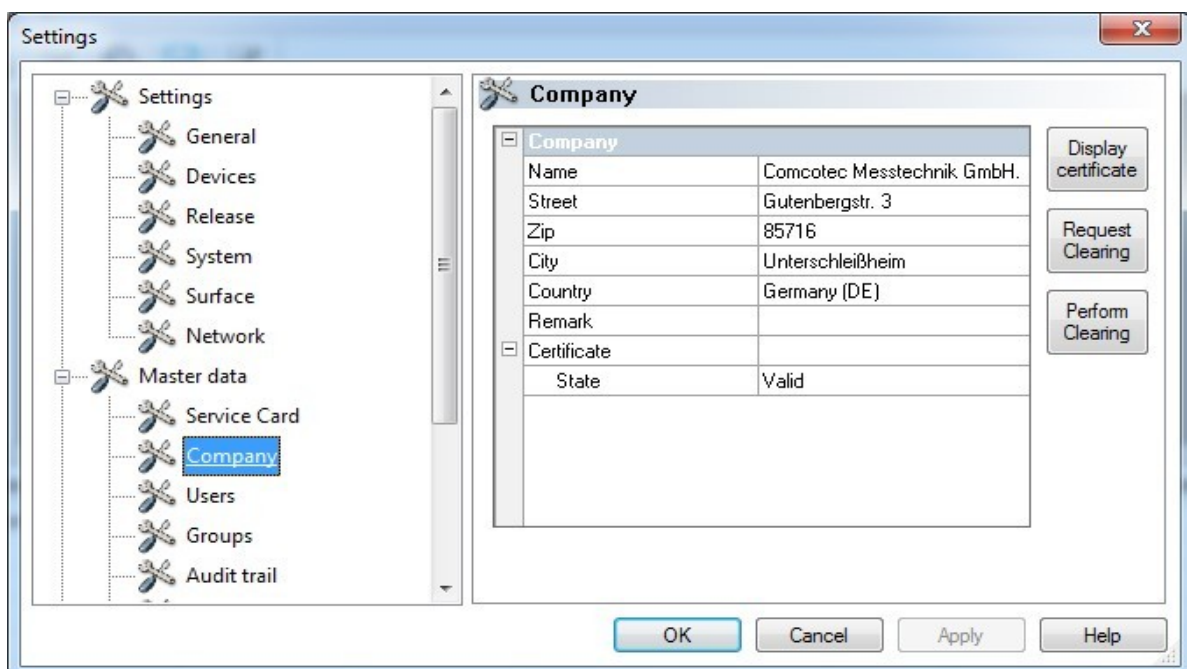 Settings
Settings
General
Devices
Release
System
Surface
Network
Master data
Service Card
Company
Users
Groups
Audit trail
Company
Company
Name Comcotec Messtechnik GmbH.
Street Gutenbergstr. 3
Zip 85716
City Unterschleißheim
Country Germany (DE)
Remark
Certificate
State Valid
Display
certificate
Request
Clearing
Perform
Clearing
OK Cancel Apply Help